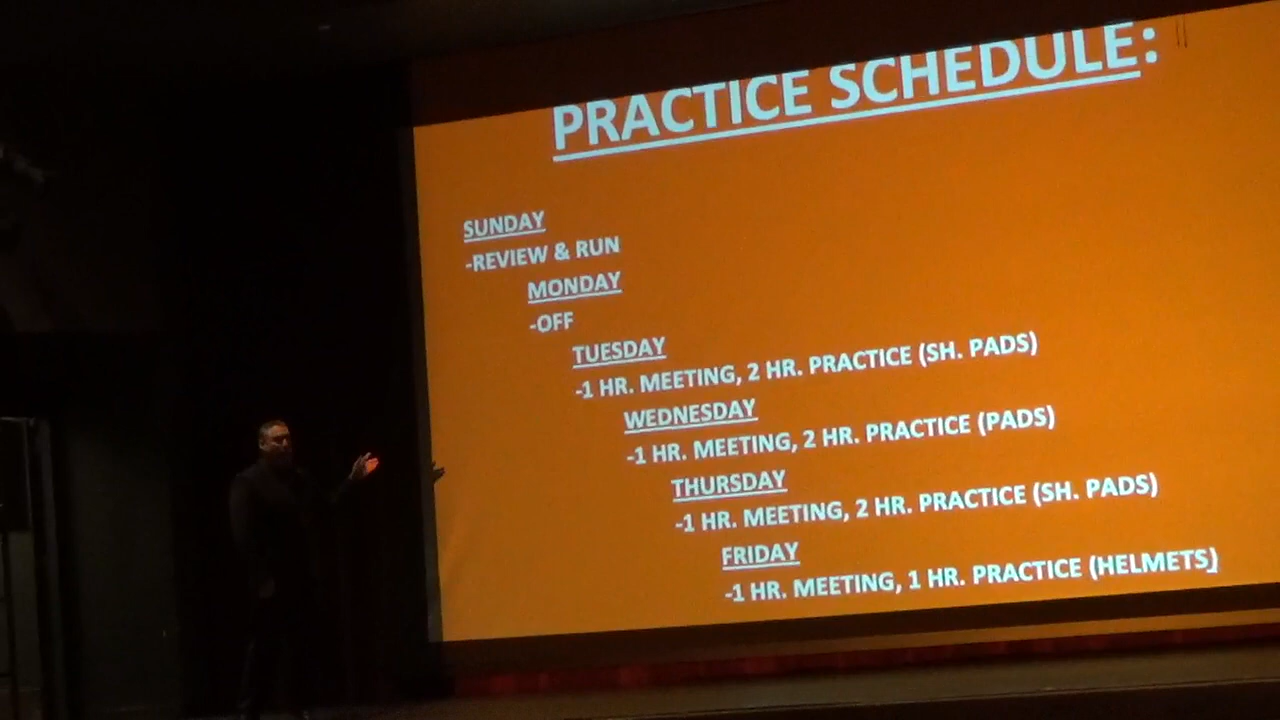 PRACTICE SCHEDULE:
SUNDAY
-REVIEW & RUN
MONDAY
-OFF
TUESDAY
-1 HR. MEETING, 2 HR. PRACTICE (SH. PADS)
WEDNESDAY
-1 HR. MEETING, 2 HR. PRACTICE (PADS)
THURSDAY
-1 HR. MEETING, 2 HR. PRACTICE (SH. PADS)
FRIDAY
-1 HR. MEETING, 1 HR. PRACTICE (HELMETS)